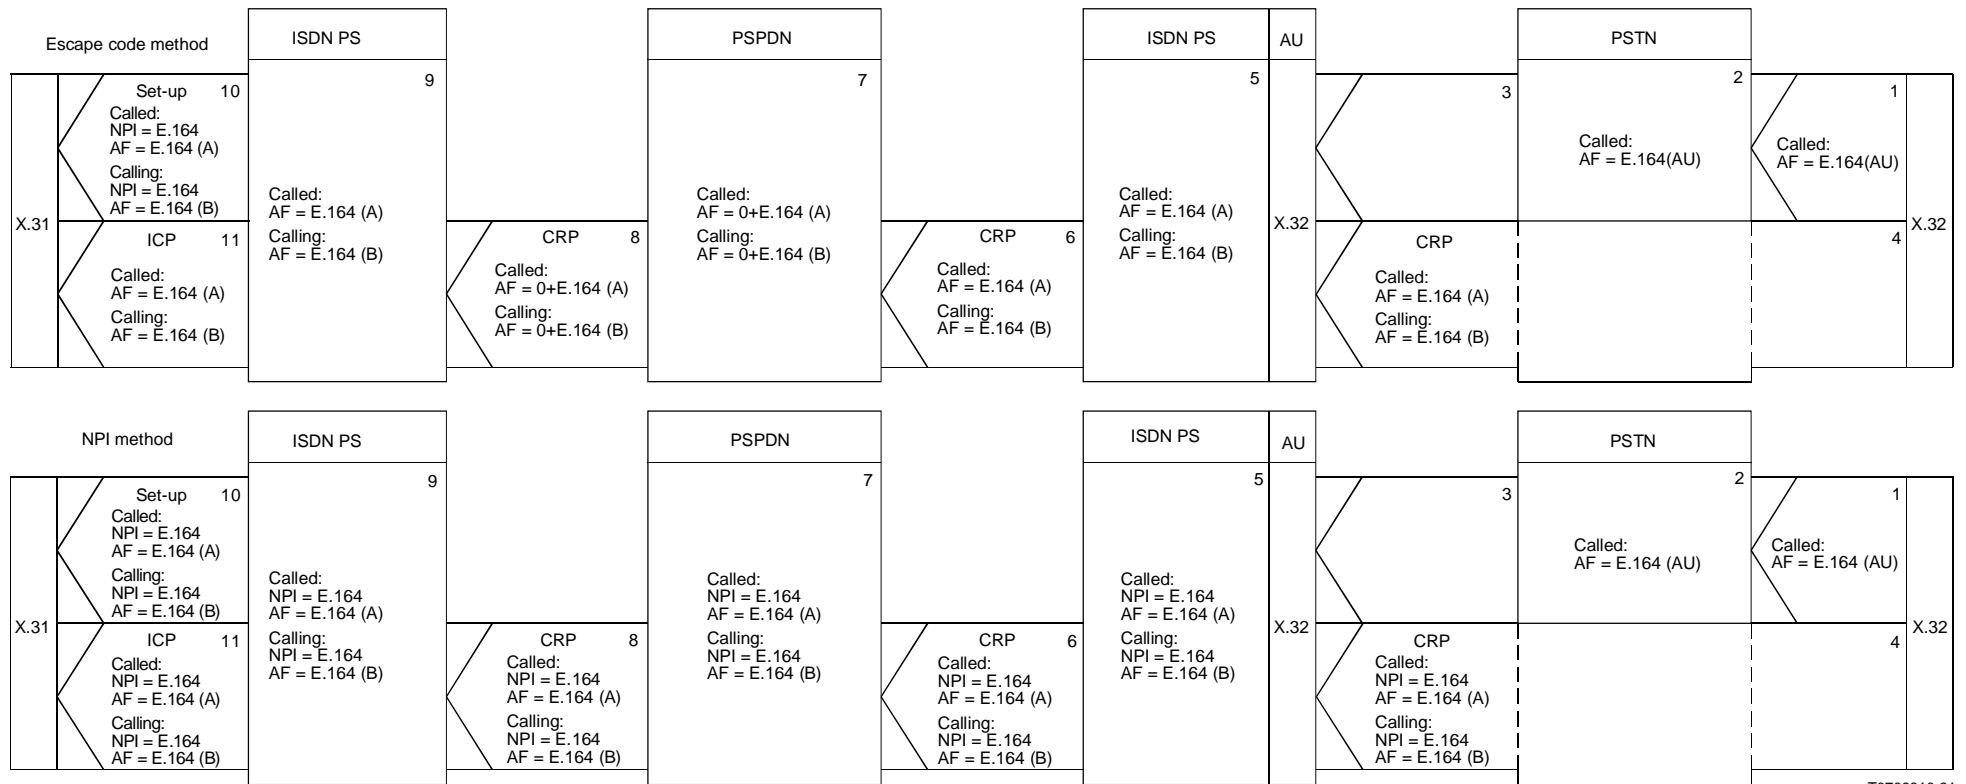 Escape code method
ISDN PS
PSPDN
ISDN PS
AU
PSTN
X.31
Set-up 10
Called:
NPI = E.164
AF = E.164 (A)
Calling:
NPI = E.164
AF = E.164 (B)
ICP 11
Called:
AF = E.164 (A)
Calling:
AF = E.164 (B)
9
Called:
AF = E.164 (A)
Calling:
AF = E.164 (B)
CRP 8
Called:
AF = 0+E.164 (A)
Calling:
AF = 0+E.164 (B)
7
Called:
AF = 0+E.164 (A)
Calling:
AF = 0+E.164 (B)
CRP 6
Called:
AF = E.164 (A)
Calling:
AF = E.164 (B)
5
Called:
AF = E.164 (A)
Calling:
AF = E.164 (B)
X.32
3
CRP
Called:
AF = E.164 (A)
Calling:
AF = E.164 (B)
2
Called:
AF = E.164(AU)
1
Called:
AF = E.164(AU)
4
X.32
NPI method
ISDN PS
PSPDN
ISDN PS
AU
PSTN
X.31
Set-up 10
Called:
NPI = E.164
AF = E.164 (A)
Calling:
NPI = E.164
AF = E.164 (B)
ICP 11
Called:
NPI = E.164
AF = E.164 (A)
Calling:
NPI = E.164
AF = E.164 (B)
9
Called:
NPI = E.164
AF = E.164 (A)
Calling:
NPI = E.164
AF = E.164 (B)
CRP 8
Called:
NPI = E.164
AF = E.164 (A)
Calling:
NPI = E.164
AF = E.164 (B)
7
Called:
NPI = E.164
AF = E.164 (A)
Calling:
NPI = E.164
AF = E.164 (B)
CRP 6
Called:
NPI = E.164
AF = E.164 (A)
Calling:
NPI = E.164
AF = E.164 (B)
5
Called:
NPI = E.164
AF = E.164 (A)
Calling:
NPI = E.164
AF = E.164 (B)
X.32
3
CRP
Called:
NPI = E.164
AF = E.164 (A)
Calling:
NPI = E.164
AF = E.164 (B)
2
Called:
AF = E.164 (AU)
1
Called:
AF = E.164 (AU)
4
X.32